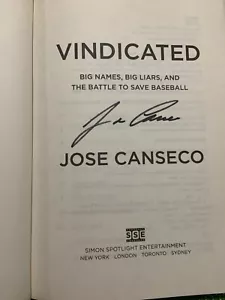 VINDICATED
BIG NAMES, BIG LIARS, AND
THE BATTLE TO SAVE BASEBALL
JOSE CANSECO
SSE
SIMON SPOTLIGHT ENTERTAINMENT
NEW YORK LONDON TORONTO SYDNEY